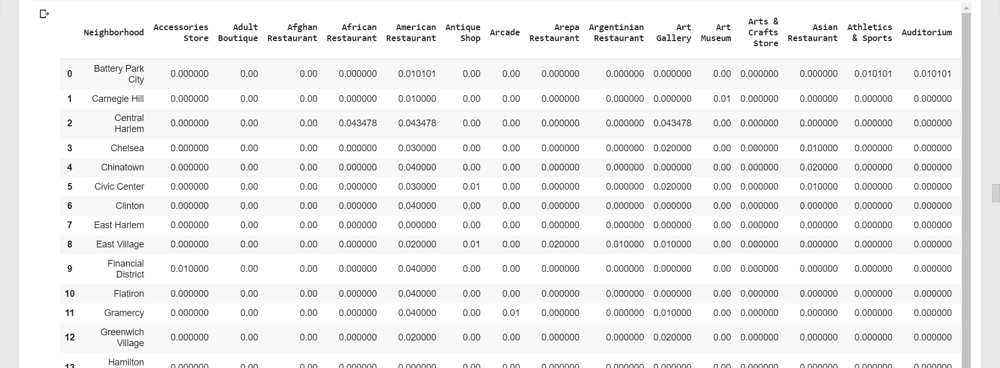 Neighborhood Accessories Store Adult Boutique Afghan Restaurant African Restaurant American Restaurant Antique Shop Arcade Arepa Restaurant Argentinian Restaurant Art Gallery Art Museum Arts & Crafts Store Asian Restaurant Athletics & Sports Auditorium
0 Battery Park City 0.000000 0.00 0.00 0.000000 0.010101 0.00 0.00 0.000000 0.000000 0.000000 0.00 0.000000 0.000000 0.010101 0.010101
1 Carnegie Hill 0.000000 0.00 0.00 0.000000 0.010000 0.00 0.00 0.000000 0.000000 0.000000 0.01 0.000000 0.000000 0.000000 0.000000
2 Central Harlem 0.000000 0.00 0.00 0.043478 0.043478 0.00 0.00 0.000000 0.000000 0.043478 0.00 0.000000 0.000000 0.000000 0.000000
3 Chelsea 0.000000 0.00 0.00 0.000000 0.030000 0.00 0.00 0.000000 0.000000 0.020000 0.00 0.000000 0.010000 0.000000 0.000000
4 Chinatown 0.000000 0.00 0.00 0.000000 0.040000 0.00 0.00 0.000000 0.000000 0.000000 0.00 0.000000 0.020000 0.000000 0.000000
5 Civic Center 0.000000 0.00 0.00 0.000000 0.030000 0.01 0.00 0.000000 0.000000 0.020000 0.00 0.000000 0.010000 0.000000 0.000000
6 Clinton 0.000000 0.00 0.00 0.000000 0.040000 0.00 0.00 0.000000 0.000000 0.000000 0.00 0.000000 0.000000 0.000000 0.000000
7 East Harlem 0.000000 0.00 0.00 0.000000 0.000000 0.00 0.00 0.000000 0.000000 0.000000 0.00 0.000000 0.000000 0.000000 0.000000
8 East Village 0.000000 0.00 0.00 0.000000 0.020000 0.01 0.00 0.020000 0.010000 0.010000 0.00 0.000000 0.000000 0.000000 0.000000
9 Financial District 0.010000 0.00 0.00 0.000000 0.040000 0.00 0.00 0.000000 0.000000 0.000000 0.00 0.000000 0.000000 0.000000 0.000000
10 Flatiron 0.000000 0.00 0.00 0.000000 0.040000 0.00 0.00 0.000000 0.000000 0.000000 0.00 0.000000 0.000000 0.000000 0.000000
11 Gramercy 0.000000 0.00 0.00 0.000000 0.040000 0.00 0.01 0.000000 0.000000 0.010000 0.00 0.000000 0.000000 0.000000 0.000000
12 Greenwich Village 0.000000 0.00 0.00 0.000000 0.020000 0.00 0.00 0.000000 0.000000 0.020000 0.00 0.000000 0.000000 0.000000 0.000000
13 Hamilton